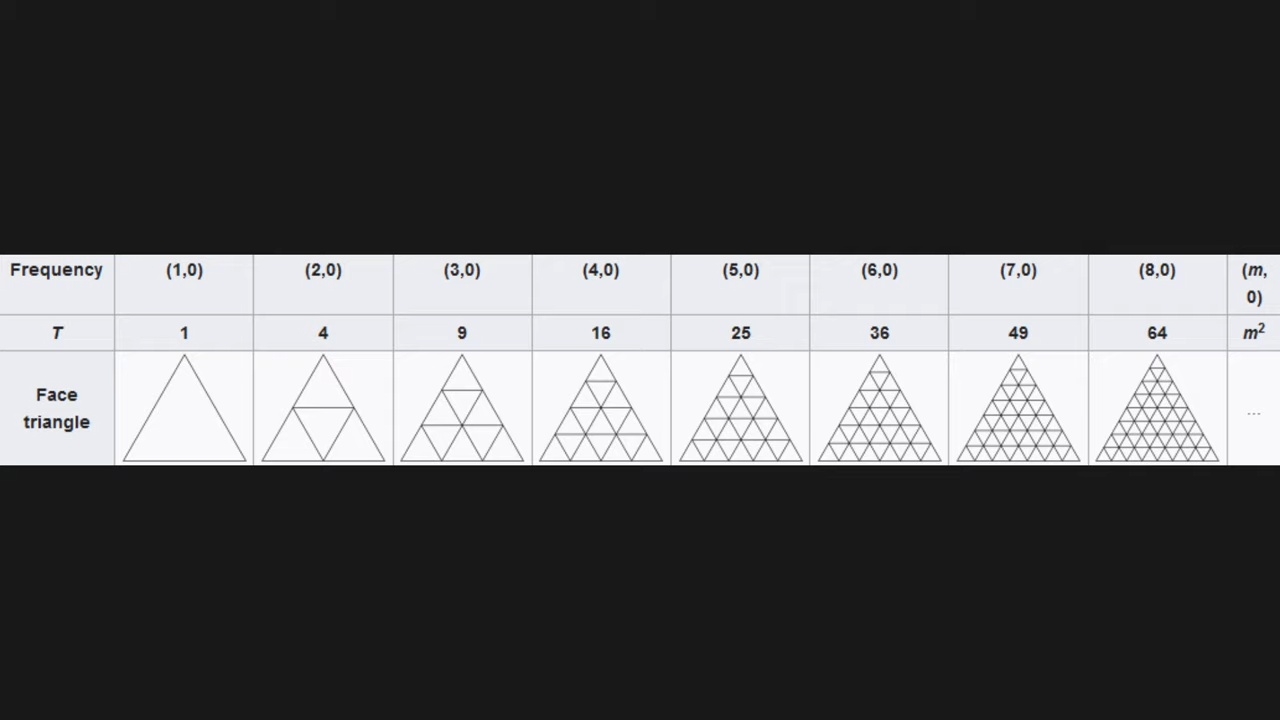 Frequency (1,0) (2,0) (3,0) (4,0) (5,0) (6,0) (7,0) (8,0) (m,
0)
T 1 4 9 16 25 36 49 64 m²
Face
triangle
...